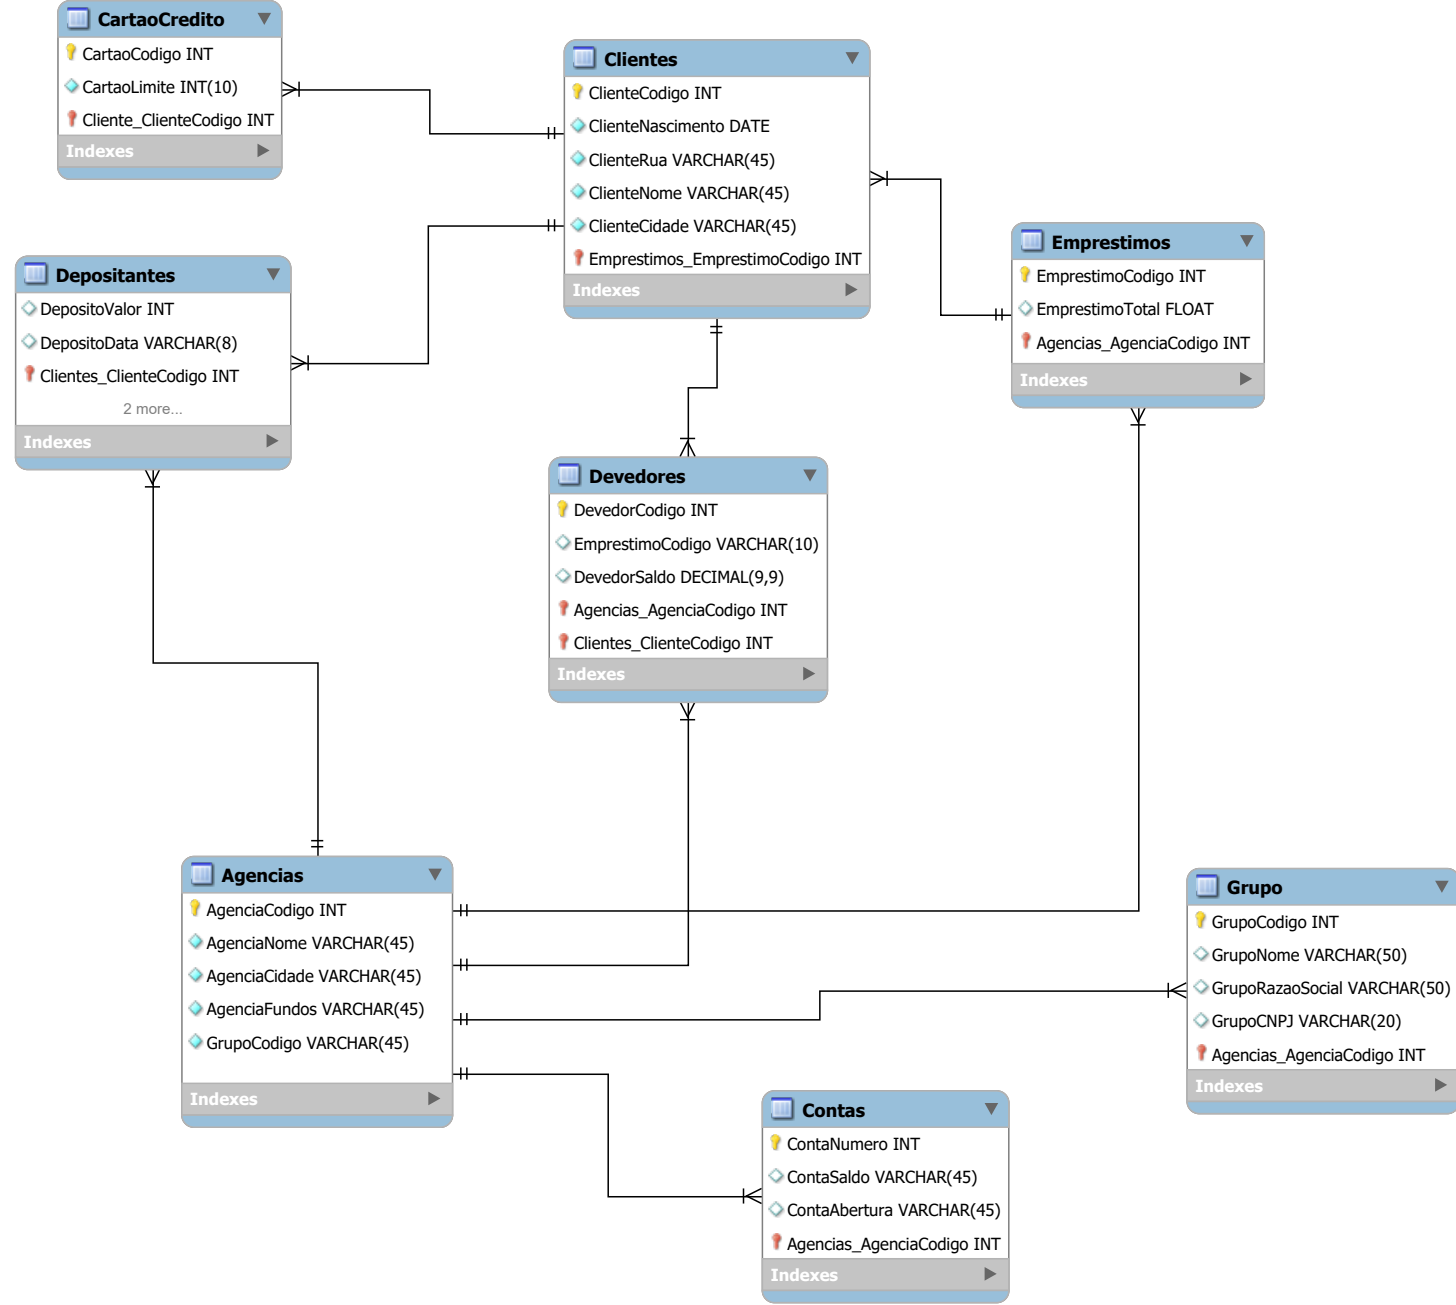 CartaoCredito
CartaoCodigo INT
CartaoLimite INT(10)
Cliente_ClienteCodigo INT
Indexes
Clientes
ClienteCodigo INT
ClienteNascimento DATE
ClienteRua VARCHAR(45)
ClienteNome VARCHAR(45)
ClienteCidade VARCHAR(45)
Emprestimos_EmprestimoCodigo INT
Indexes
Emprestimos
EmprestimoCodigo INT
EmprestimoTotal FLOAT
Agencias_AgenciaCodigo INT
Indexes
Depositantes
DepositoValor INT
DepositoData VARCHAR(8)
Clientes_ClienteCodigo INT
2 more...
Indexes
Devedores
DevedorCodigo INT
EmprestimoCodigo VARCHAR(10)
DevedorSaldo DECIMAL(9,9)
Agencias_AgenciaCodigo INT
Clientes_ClienteCodigo INT
Indexes
Agencias
AgenciaCodigo INT
AgenciaNome VARCHAR(45)
AgenciaCidade VARCHAR(45)
AgenciaFundos VARCHAR(45)
GrupoCodigo VARCHAR(45)
Indexes
Grupo
GrupoCodigo INT
GrupoNome VARCHAR(50)
GrupoRazaoSocial VARCHAR(50)
GrupoCNPJ VARCHAR(20)
Agencias_AgenciaCodigo INT
Indexes
Contas
ContaNumero INT
ContaSaldo VARCHAR(45)
ContaAbertura VARCHAR(45)
Agencias_AgenciaCodigo INT
Indexes